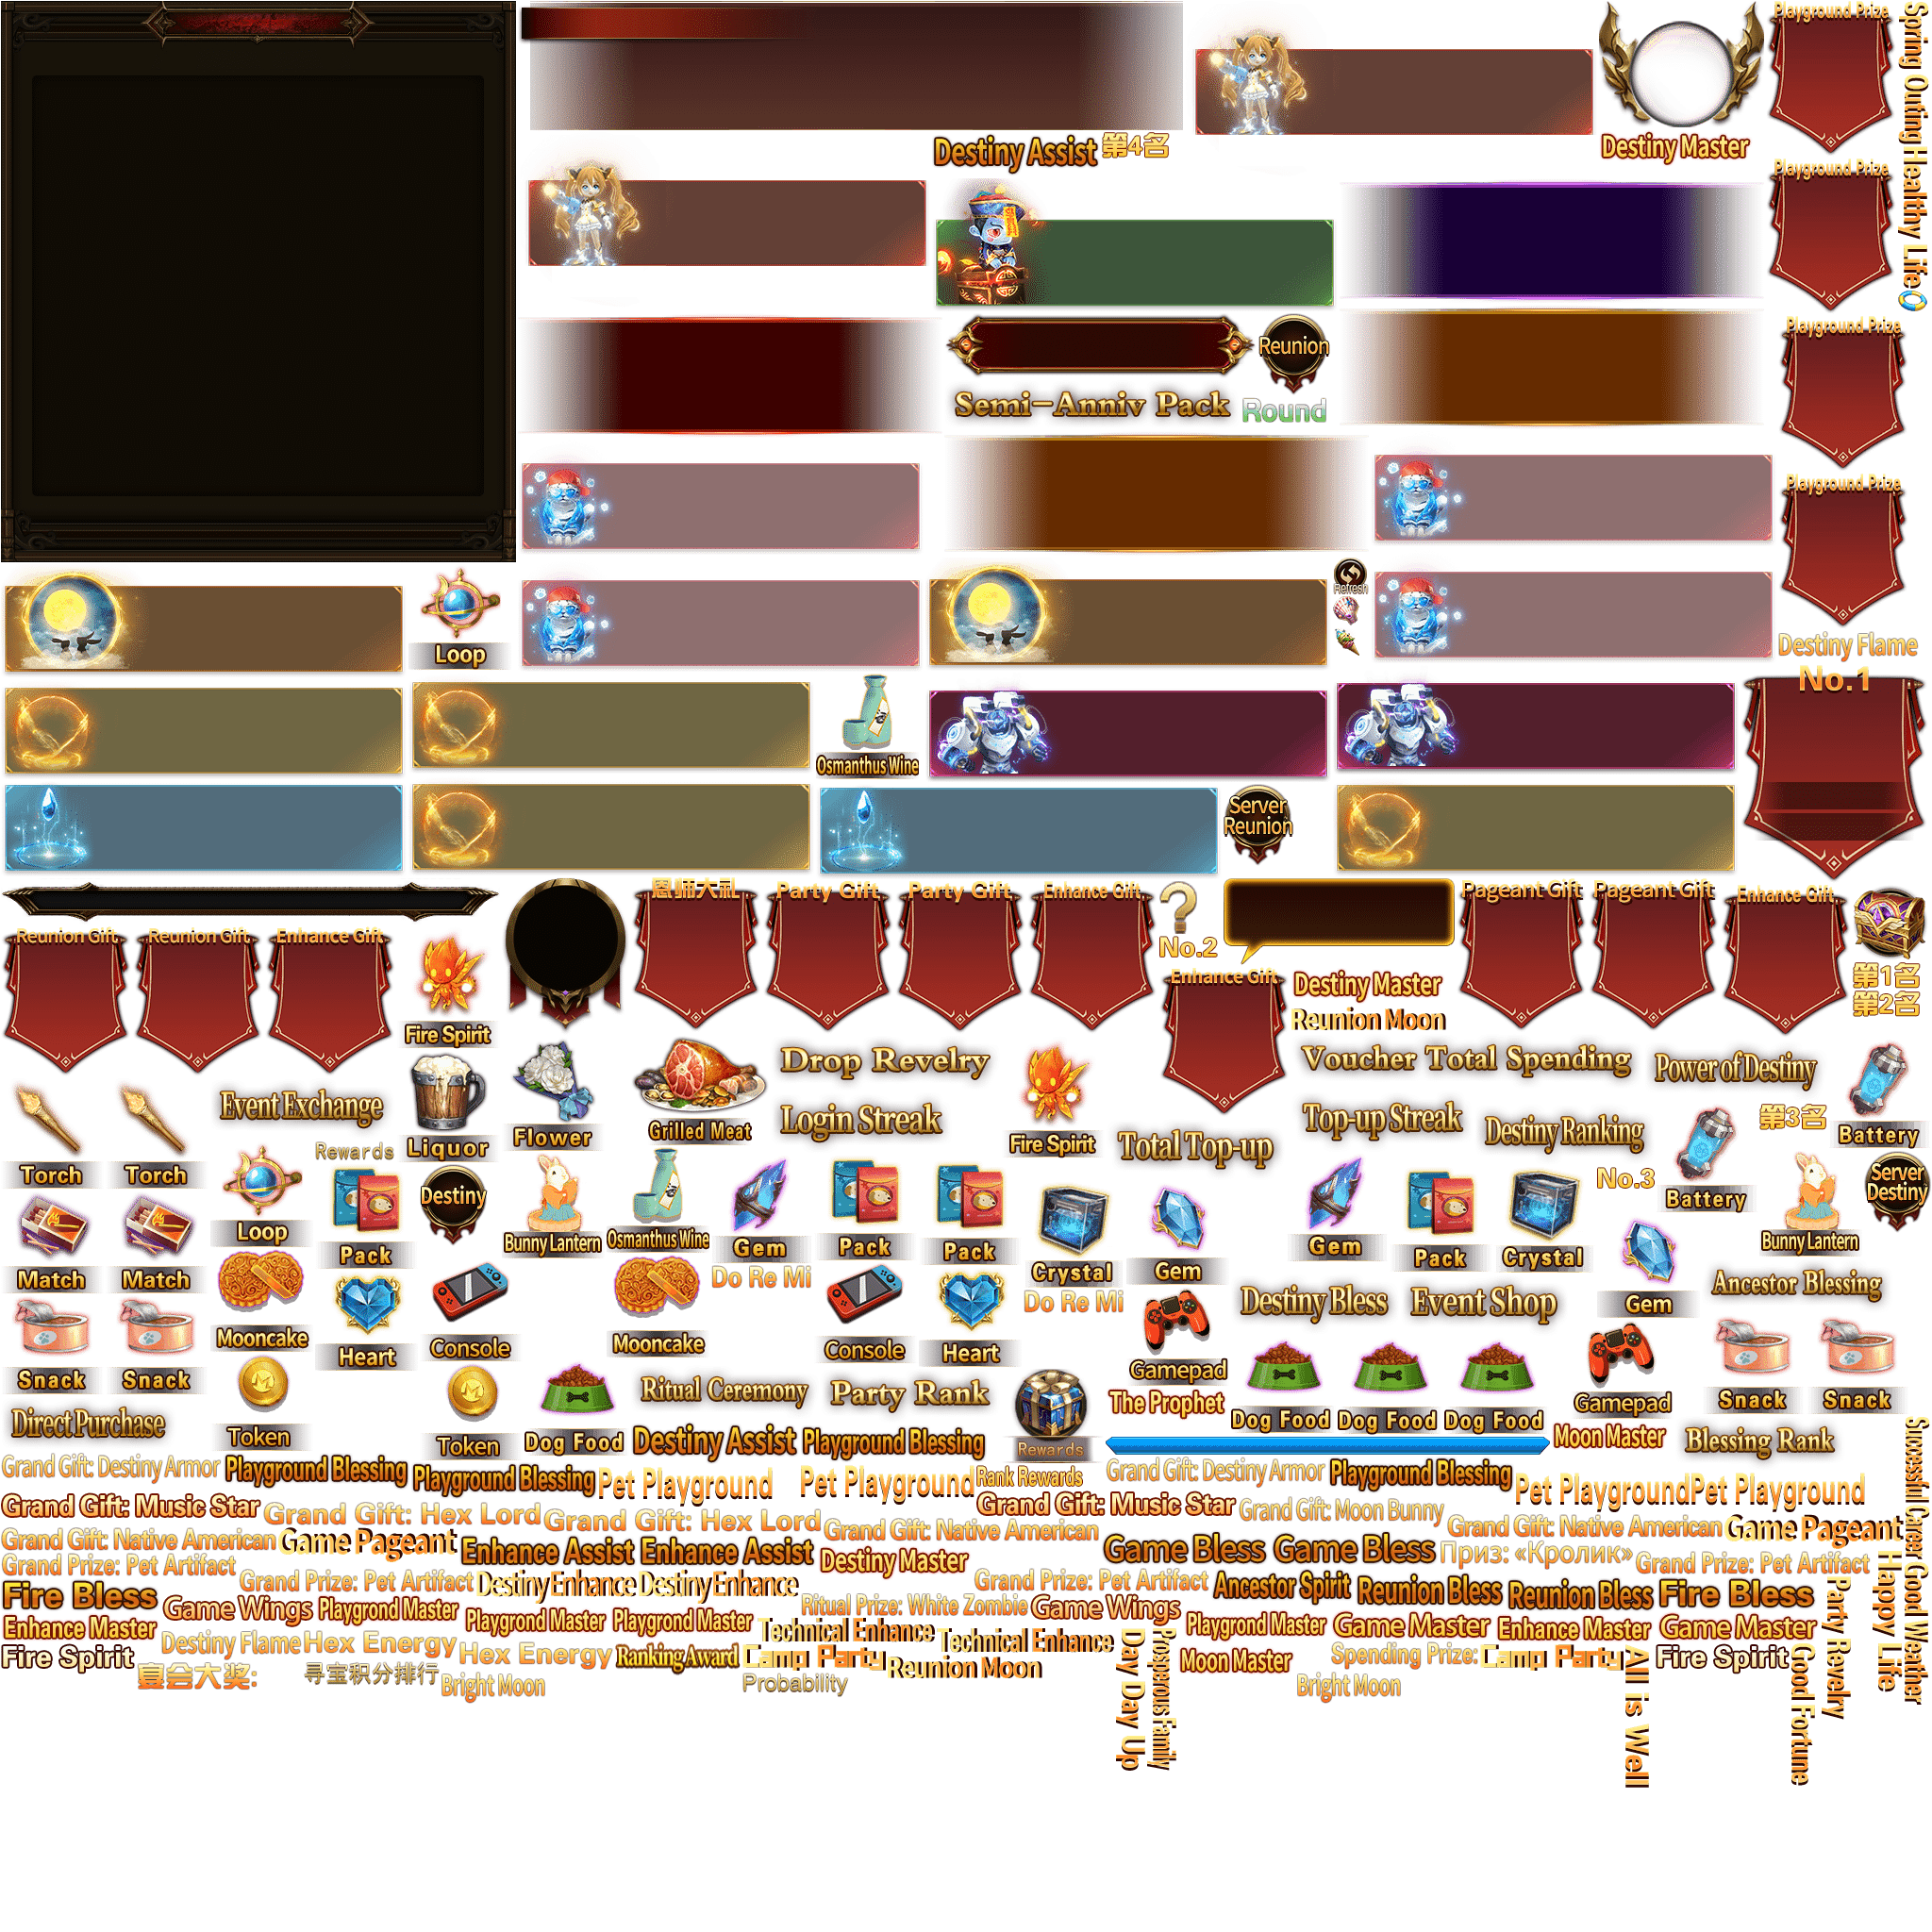 Playground Prize
Spring Outing Healthy Life
Destiny Assist
第4名
Destiny Master
Playground Prize
Reunion
Semi-Anniv Pack
Round
Playground Prize
Playground Prize
Refresh
Loop
Destiny Flame
No.1
Osmanthus Wine
Server
Reunion
恩师大礼
Party Gift
Party Gift
Enhance Gift
Pageant Gift
Pageant Gift
Enhance Gift
Reunion Gift
Reunion Gift
Enhance Gift
No.2
Enhance Gift
第1名
第2名
Destiny Master
Reunion Moon
Fire Spirit
Drop Revelry
Voucher Total Spending
Power of Destiny
Event Exchange
Login Streak
Top-up Streak
Destiny Ranking
第3名
Battery
Rewards
Liquor
Flower
Grilled Meat
Fire Spirit
Total Top-up
Torch
Torch
No.3
Battery
Server
Destiny
Destiny
Loop
Pack
Bunny Lantern
Osmanthus Wine
Gem
Pack
Pack
Crystal
Gem
Gem
Pack
Crystal
Bunny Lantern
Match
Match
Do Re Mi
Do Re Mi
Destiny Bless
Event Shop
Gem
Ancestor Blessing
Mooncake
Heart
Console
Mooncake
Console
Heart
Gamepad
Snack
Snack
Ritual Ceremony
Party Rank
The Prophet
Dog Food
Dog Food
Dog Food
Gamepad
Snack
Snack
Direct Purchase
Token
Token
Dog Food
Destiny Assist
Playground Blessing
Rewards
Moon Master
Blessing Rank
Grand Gift: Destiny Armor
Playground Blessing
Playground Blessing
Pet Playground
Pet Playground
Rank Rewards
Grand Gift: Destiny Armor
Playground Blessing
Pet Playground
Pet Playground
Grand Gift: Music Star
Grand Gift: Hex Lord
Grand Gift: Hex Lord
Grand Gift: Music Star
Grand Gift: Moon Bunny
Grand Gift: Native American
Game Pageant
Grand Gift: Native American
Grand Gift: Native American
Game Pageant
Grand Prize: Pet Artifact
Enhance Assist
Enhance Assist
Destiny Master
Game Bless
Game Bless
Приз: «Кролик»
Grand Prize: Pet Artifact
Grand Prize: Pet Artifact
Destiny Enhance
Destiny Enhance
Grand Prize: Pet Artifact
Ancestor Spirit
Reunion Bless
Reunion Bless
Fire Bless
Fire Bless
Game Wings
Playgrond Master
Playgrond Master
Playgrond Master
Ritual Prize: White Zombie
Game Wings
Playgrond Master
Game Master
Enhance Master
Game Master
Enhance Master
Destiny Flame
Hex Energy
Hex Energy
Ranking Award
Technical Enhance
Technical Enhance
Camp Party
Reunion Moon
Moon Master
Spending Prize:
Camp Party
Fire Spirit
Fire Spirit
宴会大奖:
寻宝积分排行
Bright Moon
Probability
Bright Moon
Day Day Up
Prosperous Family
All is Well
Good Fortune
Party Revelry
Happy Life
Successful Career Good Weather